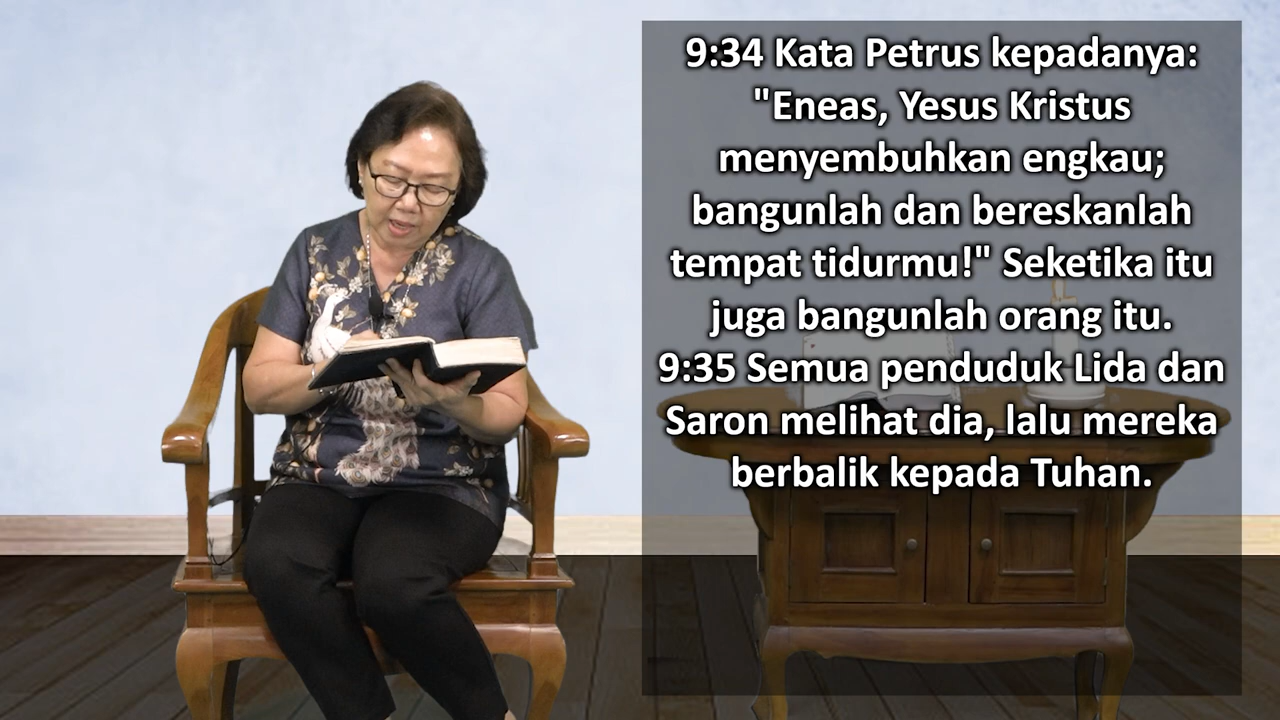 9:34 Kata Petrus kepadanya:
"Eneas, Yesus Kristus
menyembuhkan engkau;
bangunlah dan bereskanlah
tempat tidurmu!" Seketika itu
juga bangunlah orang itu.
9:35 Semua penduduk Lida dan
Saron melihat dia, lalu mereka
berbalik kepada Tuhan.